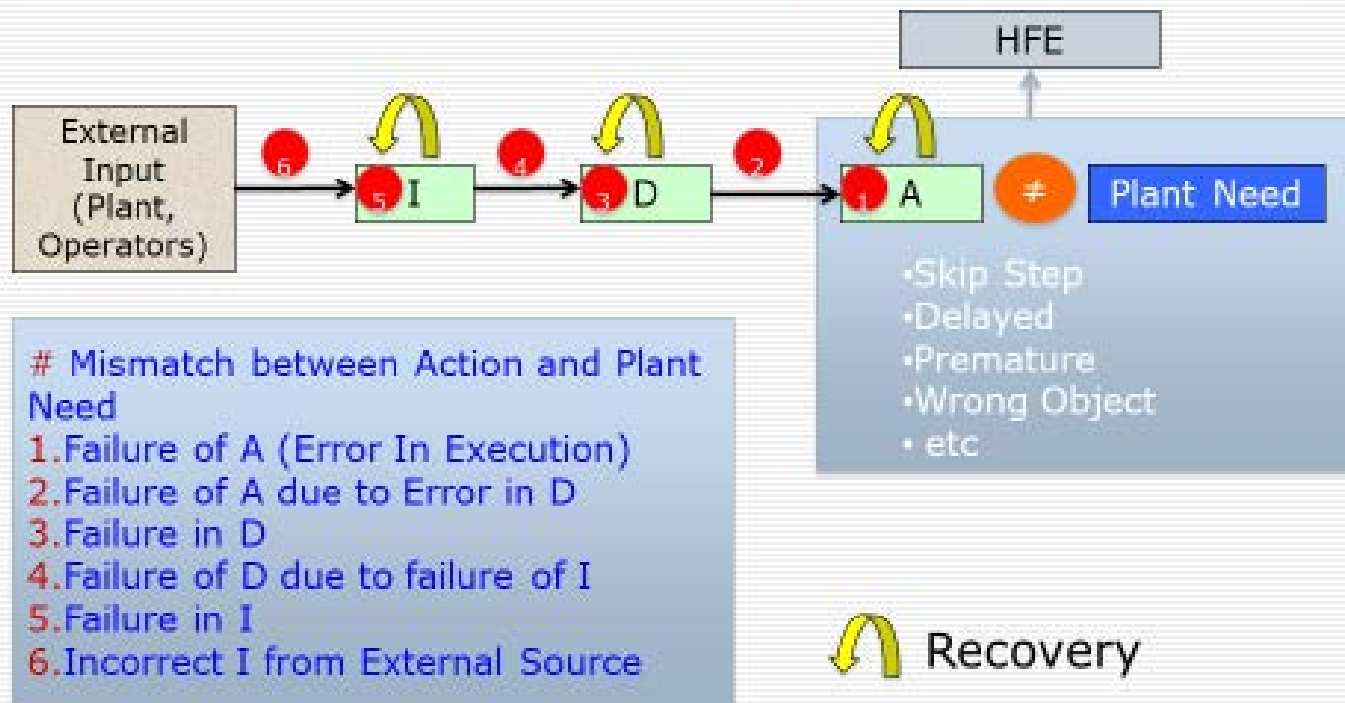 HFE
External
Input
(Plant,
Operators)
6
5 I
4
3 D
2
1 A
≠
Plant Need
•Skip Step
•Delayed
•Premature
•Wrong Object
• etc
# Mismatch between Action and Plant
Need
1.Failure of A (Error In Execution)
2.Failure of A due to Error in D
3.Failure in D
4.Failure of D due to failure of I
5.Failure in I
6.Incorrect I from External Source
Recovery